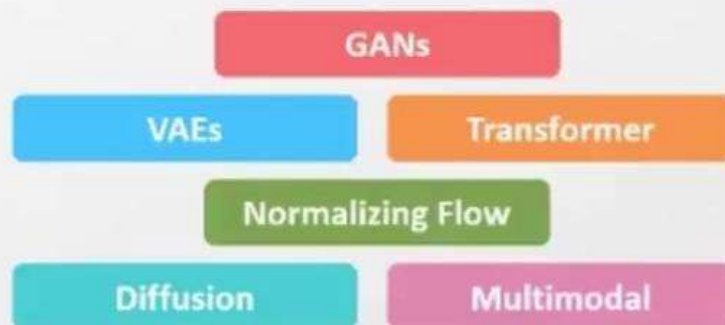 GANs
VAEs
Transformer
Normalizing Flow
Diffusion
Multimodal